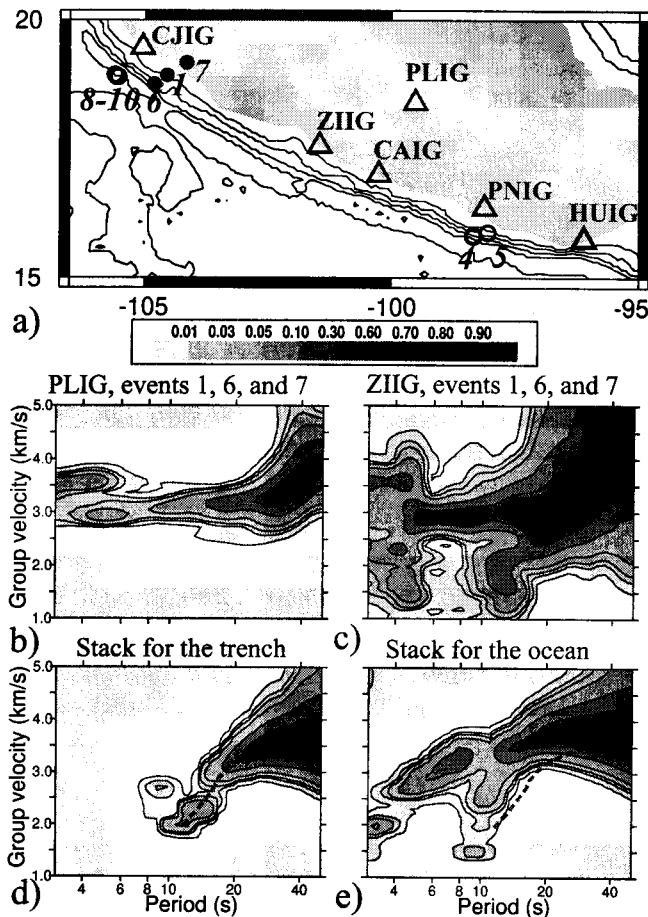 20
CJIG
7
1
8-10
6
PLIG
ZIIG
CAIG
PNIG
HUIG
4
5
15
-105
-100
-95
a)
0.01 0.03 0.05 0.10 0.30 0.60 0.70 0.80 0.90
PLIG, events 1, 6, and 7
ZIIG, events 1, 6, and 7
5.0
4.0
3.0
2.0
1.0
Group velocity (km/s)
b)
c)
Stack for the trench
Stack for the ocean
5.0
4.0
3.0
2.0
1.0
Group velocity (km/s)
4 6 8 10 20 40
4 6 8 10 20 40
d)
Period (s)
e)
Period (s)